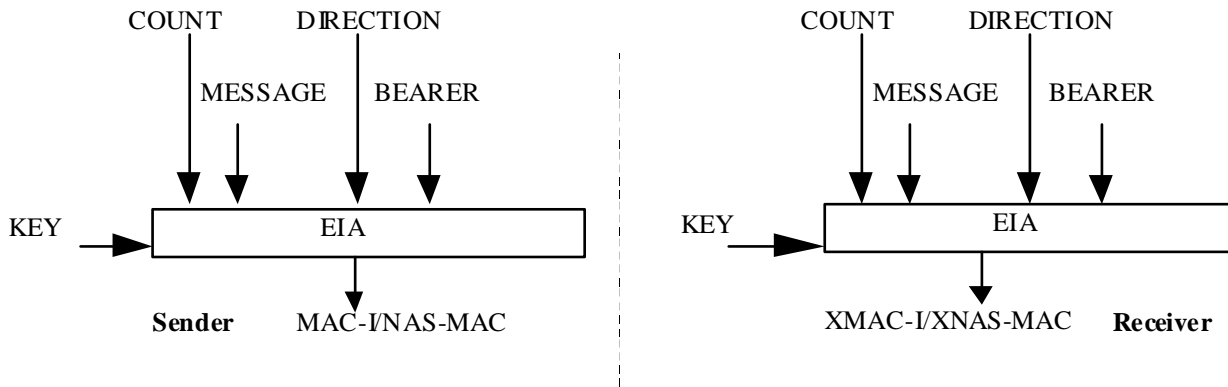 COUNT DIRECTION
MESSAGE BEARER
KEY
EIA
Sender MAC-I/NAS-MAC
COUNT DIRECTION
MESSAGE BEARER
KEY
EIA
XMAC-I/XNAS-MAC Receiver